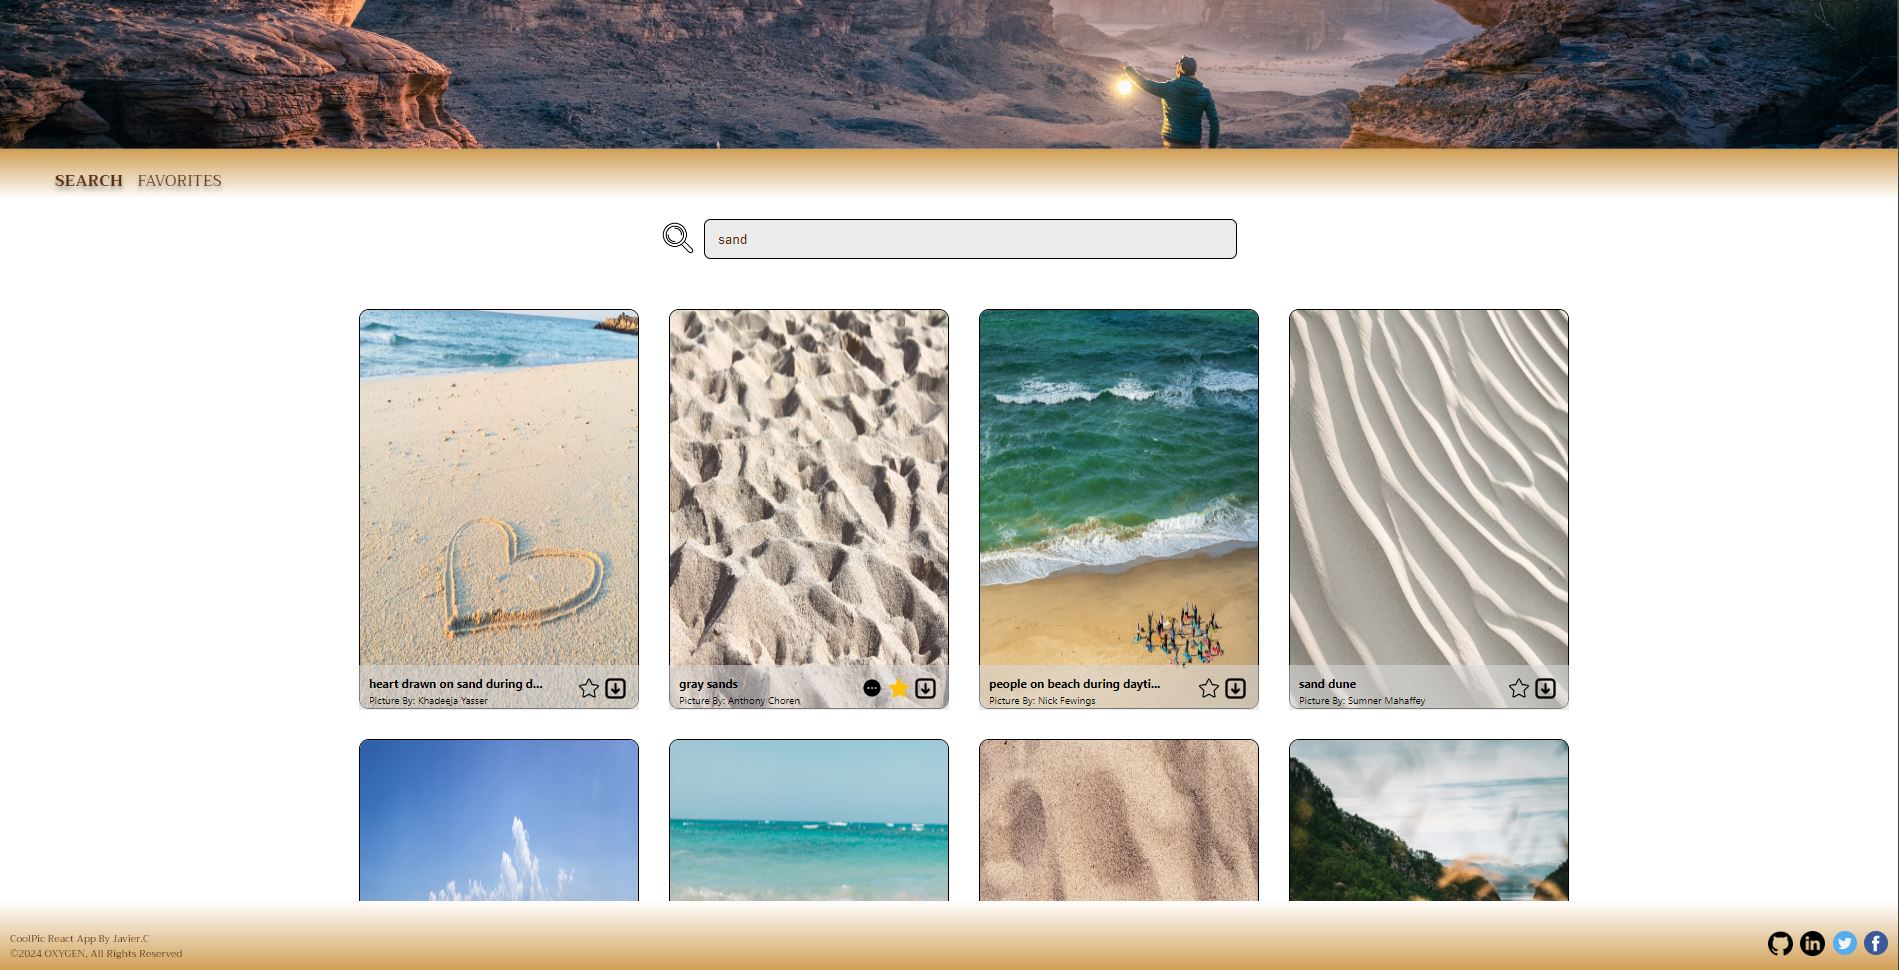 SEARCH FAVORITES
sand
heart drawn on sand during d...
Picture By: Khadeeja Yasser
gray sands
Picture By: Anthony Choren
people on beach during dayti...
Picture By: Nick Fewings
sand dune
Picture By: Sumner Mahaffey
CoolPic React App By Javier.C
©2024 OXYGEN, All Rights Reserved
in
f